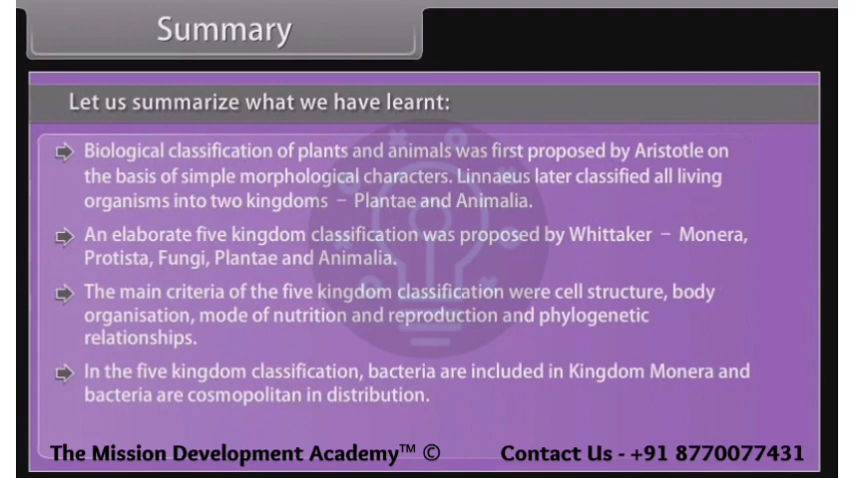 Summary
Let us summarize what we have learnt:
Biological classification of plants and animals was first proposed by Aristotle on
the basis of simple morphological characters. Linnaeus later classified all living
organisms into two kingdoms – Plantae and Animalia.
An elaborate five kingdom classification was proposed by Whittaker – Monera,
Protista, Fungi, Plantae and Animalia.
The main criteria of the five kingdom classification were cell structure, body
organisation, mode of nutrition and reproduction and phylogenetic
relationships.
In the five kingdom classification, bacteria are included in Kingdom Monera and
bacteria are cosmopolitan in distribution.
The Mission Development Academy™ © Contact Us - +91 8770077431